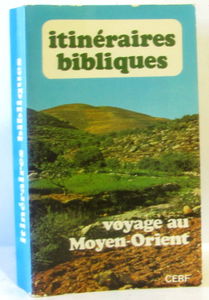 itinéraires
bibliques
voyage au
Moyen-Orient
CEBF